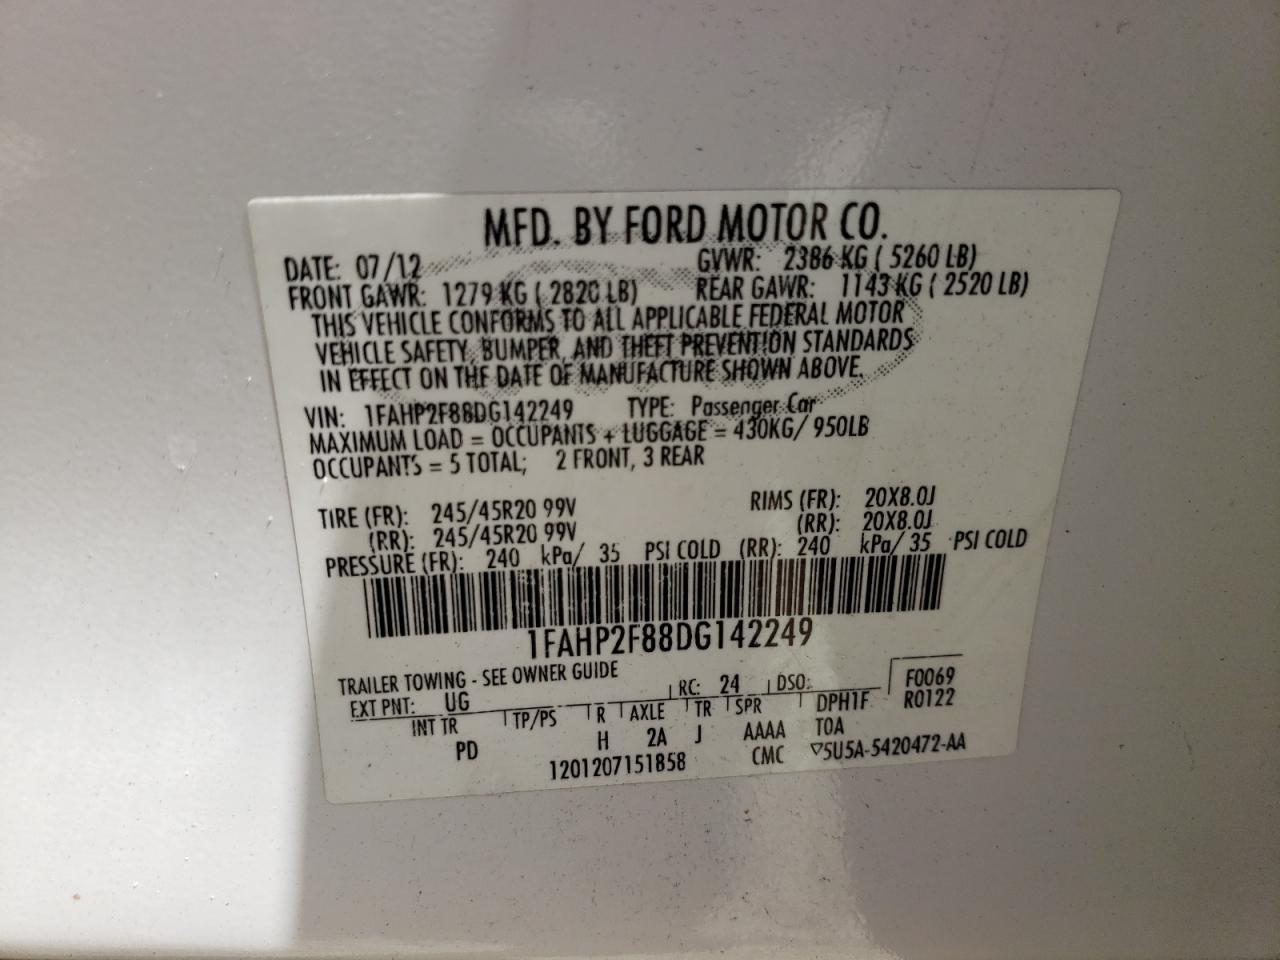 MFD. BY FORD MOTOR CO.
DATE: 07/12 GVWR: 2386 KG ( 5260 LB)
FRONT GAWR: 1279 KG ( 2820 LB) REAR GAWR: 1143 KG ( 2520 LB)
THIS VEHICLE CONFORMS TO ALL APPLICABLE FEDERAL MOTOR
VEHICLE SAFETY, BUMPER, AND THEFT PREVENTION STANDARDS
IN EFFECT ON THE DATE OF MANUFACTURE SHOWN ABOVE.
VIN: 1FAHP2F88DG142249 TYPE: Passenger Car
MAXIMUM LOAD = OCCUPANTS + LUGGAGE = 430KG/ 950LB
OCCUPANTS = 5 TOTAL; 2 FRONT, 3 REAR
TIRE (FR): 245/45R20 99V RIMS (FR): 20X8.0J
(RR): 245/45R20 99V (RR): 20X8.0J
PRESSURE (FR): 240 kPa/ 35 PSI COLD (RR): 240 kPa/ 35 PSI COLD
1FAHP2F88DG142249
TRAILER TOWING - SEE OWNER GUIDE
EXT PNT: UG RC: 24 DSO: F0069
INT TR TP/PS R AXLE TR SPR DPH1F R0122
PD H 2A J AAAA TOA
1201207151858 CMC ▽5U5A-5420472-AA